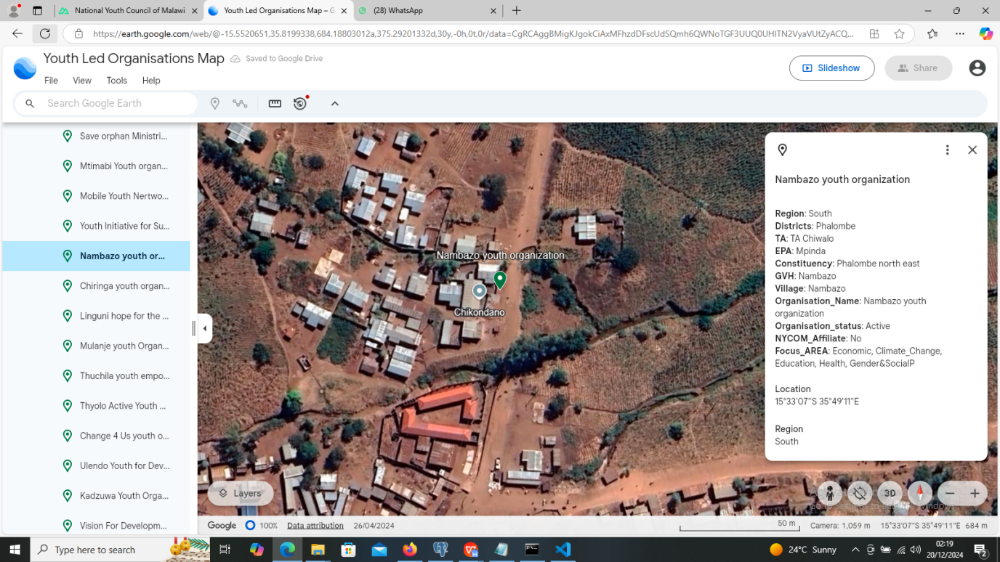 National Youth Council of Malawi
Youth Led Organisations Map – G
(28) WhatsApp
https://earth.google.com/web/@-15.5520651,35.8199338,684.18803012a,375.29201332d,30y,-0h,0t,0r/data=CgRCAggBMigKJgokCiAxMFhzdDFscUdSQmh6QWNoTGF3UUQ0UHlTN2VyaVUtZyACQ...
Youth Led Organisations Map
Saved to Google Drive
File View Tools Help
Slideshow
Share
Search Google Earth
Save orphan Ministri...
Mtimabi Youth organ...
Mobile Youth Nertwo...
Youth Initiative for Su...
Nambazo youth or...
Chiringa youth organ...
Linguni hope for the ...
Mulanje youth Organ...
Thuchila youth empo...
Thyolo Active Youth ...
Change 4 Us youth o...
Ulendo Youth for Dev...
Kadzuwa Youth Orga...
Vision For Developm...
Nambazo youth organization
Chikondano
Nambazo youth organization
Region: South
Districts: Phalombe
TA: TA Chiwalo
EPA: Mpinda
Constituency: Phalombe north east
GVH: Nambazo
Village: Nambazo
Organisation_Name: Nambazo youth
organization
Organisation_status: Active
NYCOM_Affiliate: No
Focus_AREA: Economic, Climate_Change,
Education, Health, Gender&SocialP
Location
15°33'07"S 35°49'11"E
Region
South
Layers
3D
Google
100%
Data attribution
26/04/2024
50 m
Camera: 1,059 m
15°33'07"S 35°49'11"E
684 m
Type here to search
24°C Sunny
02:19
20/12/2024
2